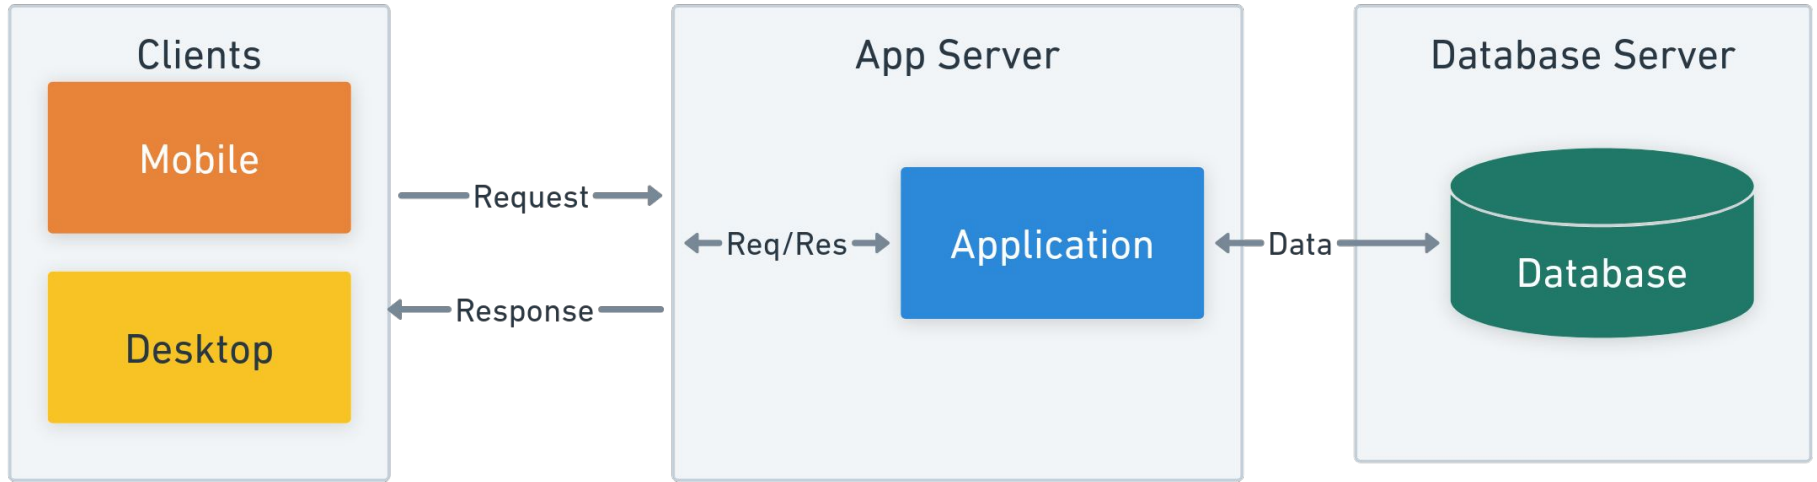 Clients
Mobile
Desktop
Request
Response
App Server
Req/Res
Application
Data
Database Server
Database